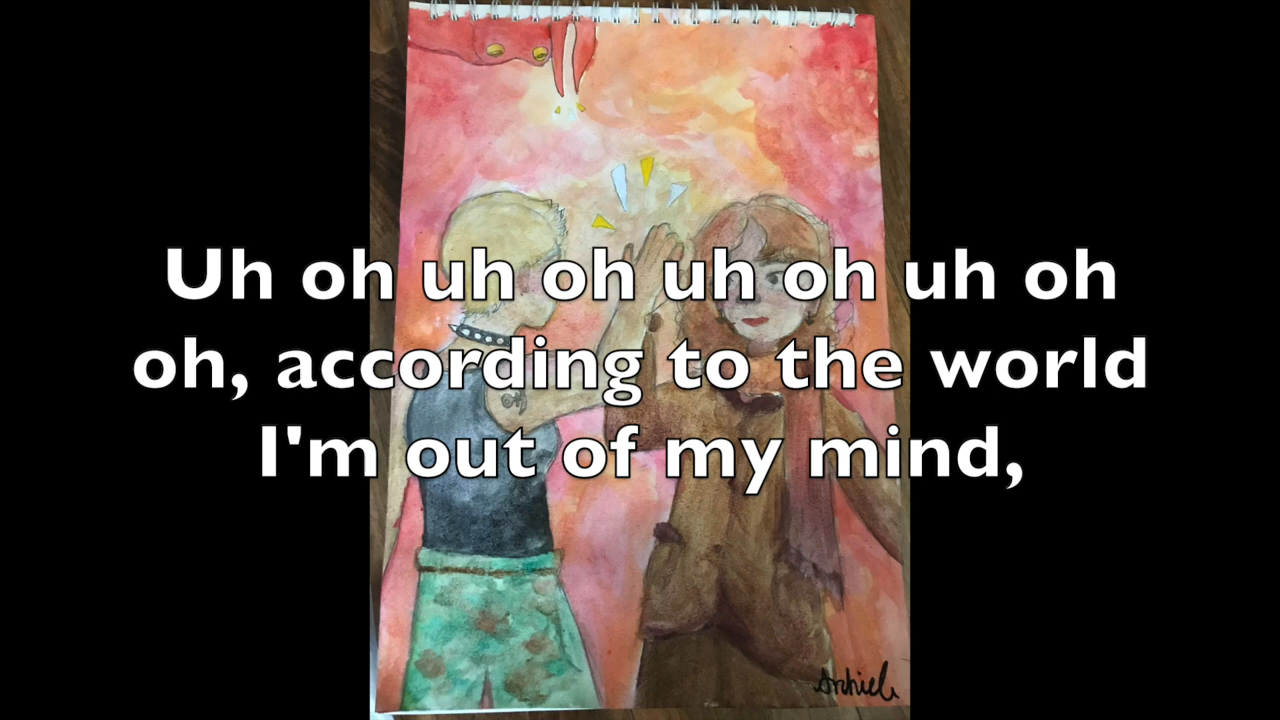 Uh oh uh oh uh oh uh oh
oh, according to the world
I'm out of my mind,